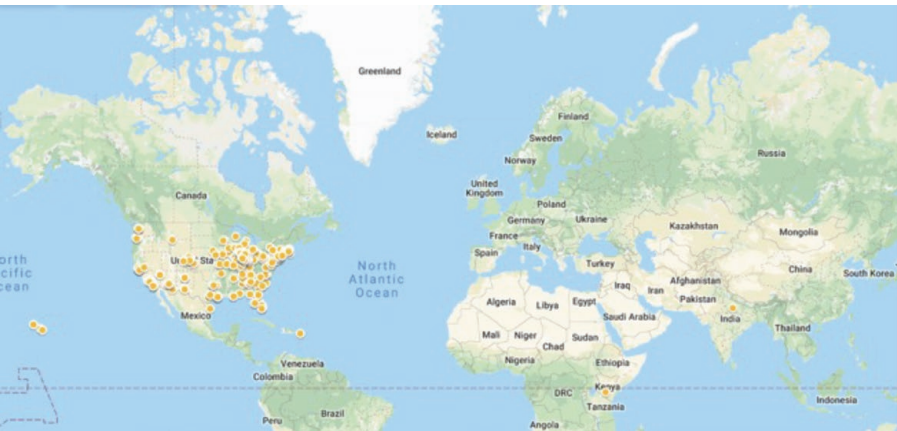 Greenland
Iceland
Finland
Sweden
Norway
Russia
Canada
United
Kingdom
Poland
Germany
Ukraine
Kazakhstan
Mongolia
France
Italy
Spain
Turkey
China
South Korea
North
Atlantic
Ocean
Iraq
Iran
Afghanistan
Pakistan
Algeria
Libya
Egypt
Saudi Arabia
India
Thailand
Mexico
Mali
Niger
Chad
Sudan
Nigeria
Ethiopia
Venezuela
Colombia
DRC
Kenya
Tanzania
Indonesia
Brazil
Peru
Angola